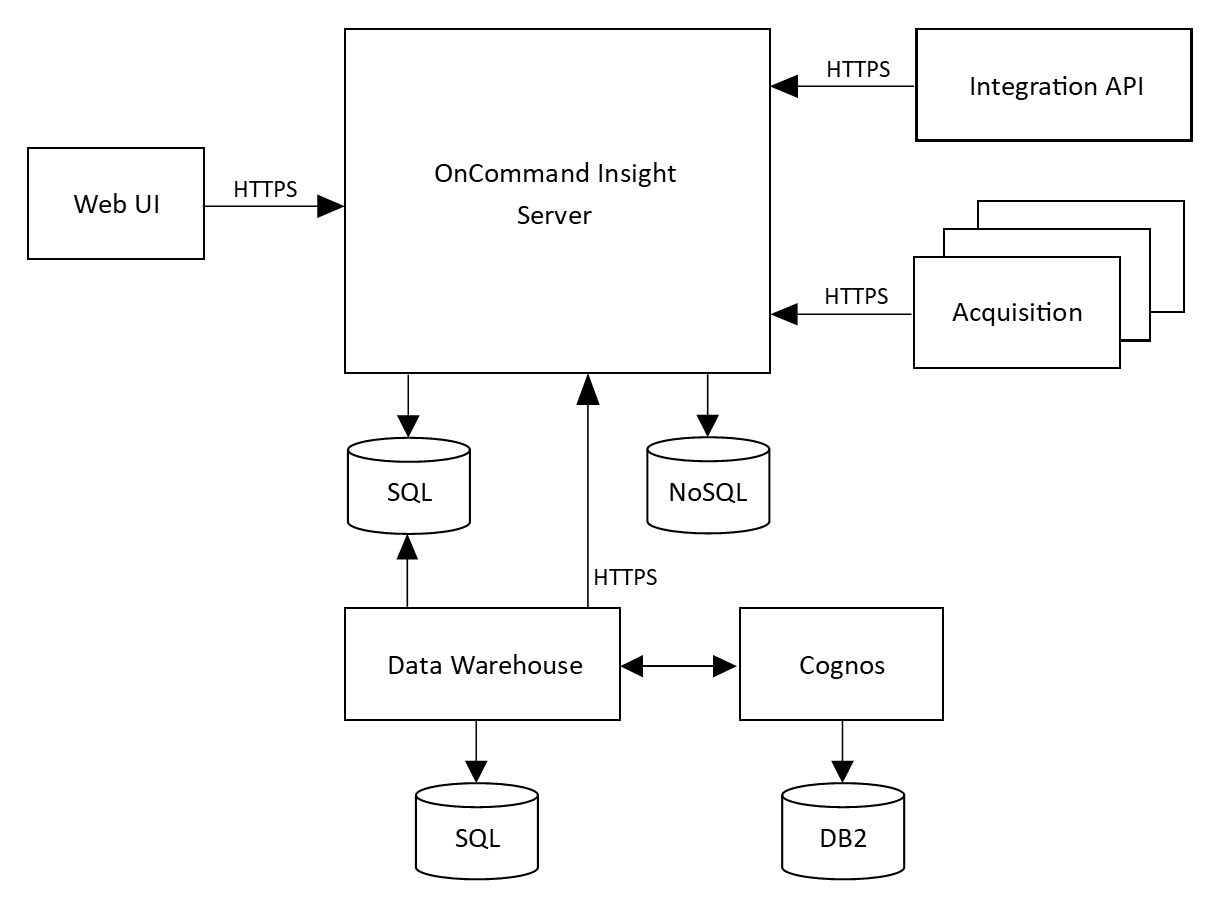 HTTPS
Integration API
OnCommand Insight
Server
HTTPS
Web UI
HTTPS
Acquisition
SQL
NoSQL
HTTPS
Data Warehouse
Cognos
SQL
DB2